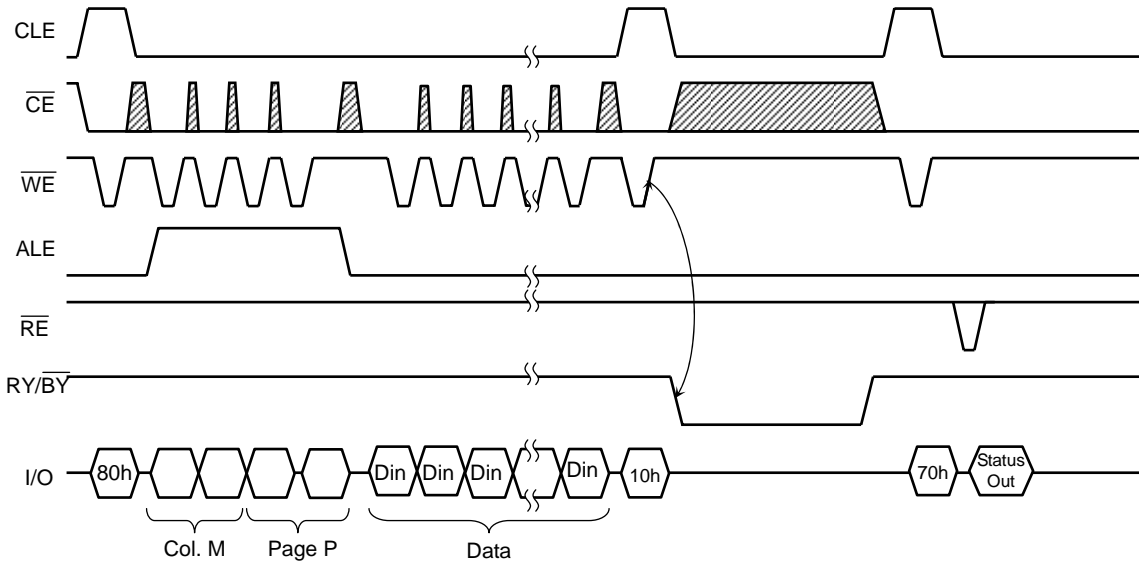 CLE
CE
WE
ALE
RE
RY/BY
I/O 80h Din Din Din Din 10h 70h Status Out
Col. M Page P Data